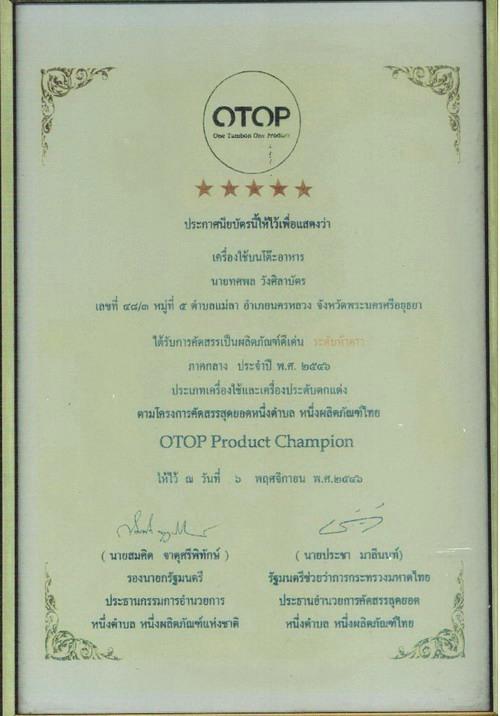 OTOP
One Tambon One Product
ประกาศนียบัตรนี้ให้ไว้เพื่อแสดงว่า
เครื่องใช้บนโต๊ะอาหาร
นายทศพล วังศิลาบัตร
เลขที่ ๔๘/๓ หมู่ที่ ๕ ตำบลแม่ลา อำเภอนครหลวง จังหวัดพระนครศรีอยุธยา
ได้รับการคัดสรรเป็นผลิตภัณฑ์ดีเด่น ระดับห้าดาว
ภาคกลาง ประจำปี พ.ศ. ๒๕๔๖
ประเภทเครื่องใช้และเครื่องประดับตกแต่ง
ตามโครงการคัดสรรสุดยอดหนึ่งตำบล หนึ่งผลิตภัณฑ์ไทย
OTOP Product Champion
ให้ไว้ ณ วันที่ ๖ พฤศจิกายน พ.ศ.๒๕๔๖
( นายสมคิด จาตุศรีพิทักษ์ )
รองนายกรัฐมนตรี
ประธานกรรมการอำนวยการ
หนึ่งตำบล หนึ่งผลิตภัณฑ์แห่งชาติ
( นายประชา มาลีนนท์ )
รัฐมนตรีช่วยว่าการกระทรวงมหาดไทย
ประธานอำนวยการคัดสรรสุดยอด
หนึ่งตำบล หนึ่งผลิตภัณฑ์ไทย